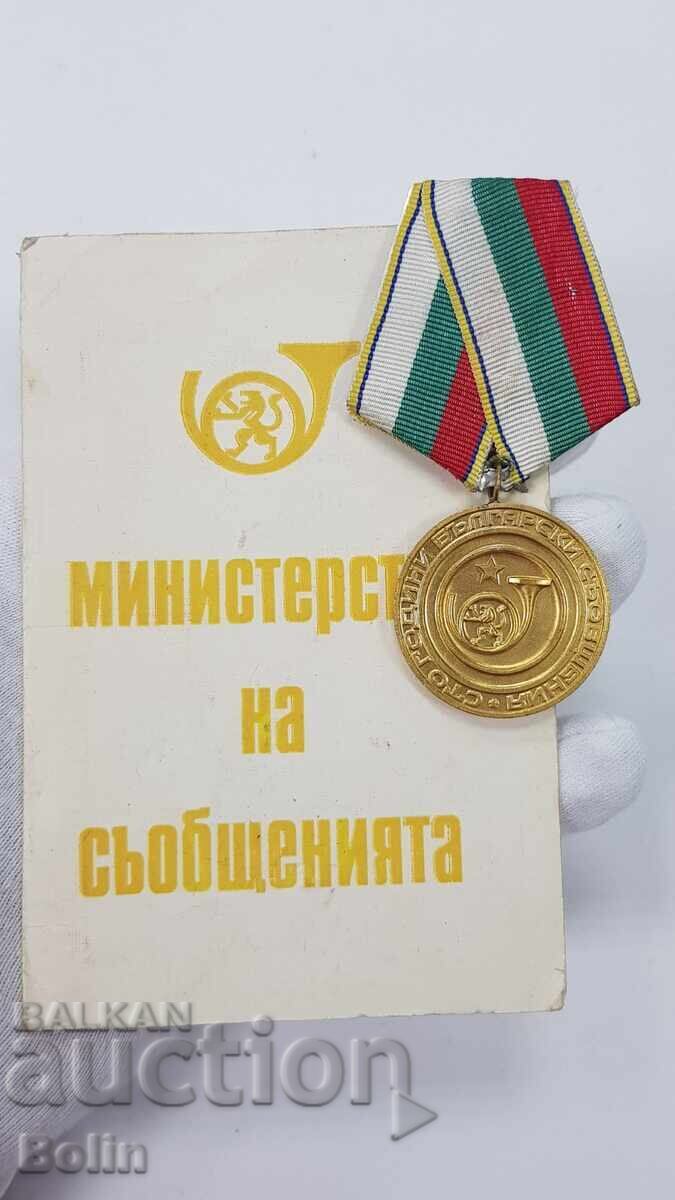 министерст
на
съобщенията
СТО ГОДИНИ БЪЛГАРСКИ СЪОБЩЕНИЯ
BALKAN
auction
Bolin